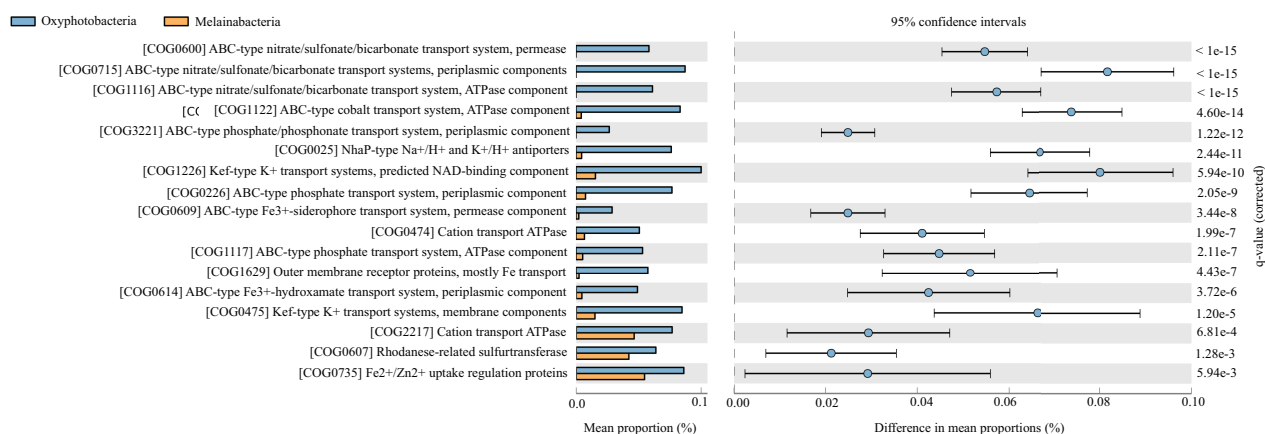 Oxyphotobacteria Melainabacteria 95% confidence intervals
[COG0600] ABC-type nitrate/sulfonate/bicarbonate transport system, permease < 1e-15
[COG0715] ABC-type nitrate/sulfonate/bicarbonate transport systems, periplasmic components < 1e-15
[COG1116] ABC-type nitrate/sulfonate/bicarbonate transport system, ATPase component < 1e-15
[CO [COG1122] ABC-type cobalt transport system, ATPase component 4.60e-14
[COG3221] ABC-type phosphate/phosphonate transport system, periplasmic component 1.22e-12
[COG0025] NhaP-type Na+/H+ and K+/H+ antiporters 2.44e-11
[COG1226] Kef-type K+ transport systems, predicted NAD-binding component 5.94e-10
[COG0226] ABC-type phosphate transport system, periplasmic component 2.05e-9
[COG0609] ABC-type Fe3+-siderophore transport system, permease component 3.44e-8
[COG0474] Cation transport ATPase 1.99e-7
[COG1117] ABC-type phosphate transport system, ATPase component 2.11e-7
[COG1629] Outer membrane receptor proteins, mostly Fe transport 4.43e-7
[COG0614] ABC-type Fe3+-hydroxamate transport system, periplasmic component 3.72e-6
[COG0475] Kef-type K+ transport systems, membrane components 1.20e-5
[COG2217] Cation transport ATPase 6.81e-4
[COG0607] Rhodanese-related sulfurtransferase 1.28e-3
[COG0735] Fe2+/Zn2+ uptake regulation proteins 5.94e-3
q-value (corrected)
0.0 0.1 0.00 0.02 0.04 0.06 0.08 0.10
Mean proportion (%) Difference in mean proportions (%)